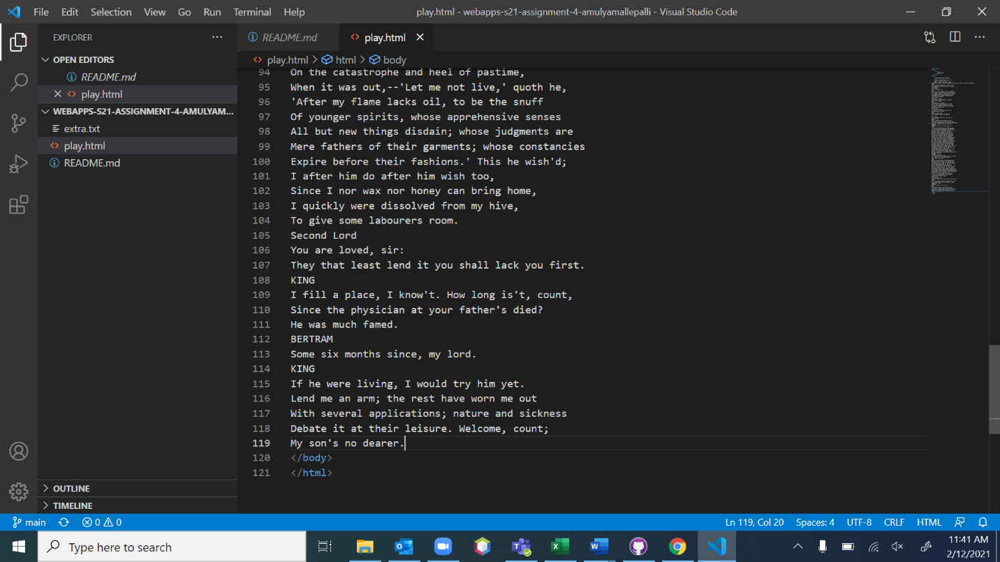 File Edit Selection View Go Run Terminal Help
play.html - webapps-s21-assignment-4-amulyamallepalli - Visual Studio Code
EXPLORER
OPEN EDITORS
README.md
play.html
WEBAPPS-S21-ASSIGNMENT-4-AMULYAM...
extra.txt
play.html
README.md
OUTLINE
TIMELINE
README.md play.html
play.html > html > body
94 On the catastrophe and heel of pastime,
95 When it was out,--'Let me not live,' quoth he,
96 'After my flame lacks oil, to be the snuff
97 Of younger spirits, whose apprehensive senses
98 All but new things disdain; whose judgments are
99 Mere fathers of their garments; whose constancies
100 Expire before their fashions.' This he wish'd;
101 I after him do after him wish too,
102 Since I nor wax nor honey can bring home,
103 I quickly were dissolved from my hive,
104 To give some labourers room.
105 Second Lord
106 You are loved, sir:
107 They that least lend it you shall lack you first.
108 KING
109 I fill a place, I know't. How long is't, count,
110 Since the physician at your father's died?
111 He was much famed.
112 BERTRAM
113 Some six months since, my lord.
114 KING
115 If he were living, I would try him yet.
116 Lend me an arm; the rest have worn me out
117 With several applications; nature and sickness
118 Debate it at their leisure. Welcome, count;
119 My son's no dearer.
120 </body>
121 </html>
main 0 0
Ln 119, Col 20 Spaces: 4 UTF-8 CRLF HTML
Type here to search
11:41 AM
2/12/2021